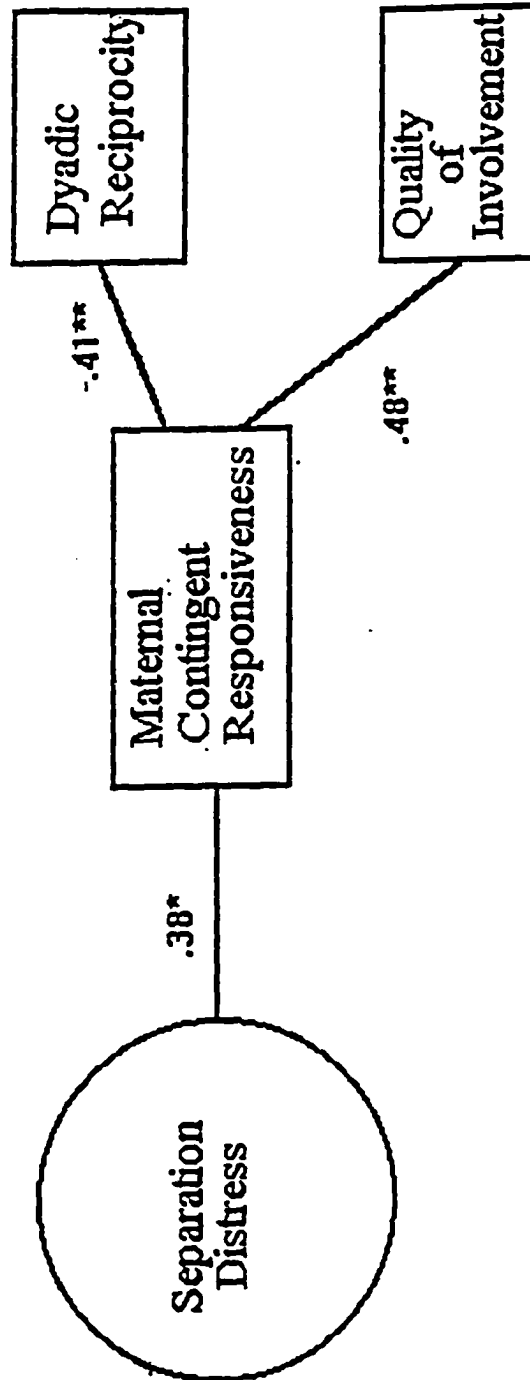 Separation
Distress
.38*
Maternal
Contingent
Responsiveness
-.41**
Dyadic
Reciprocity
.48**
Quality
of
Involvement